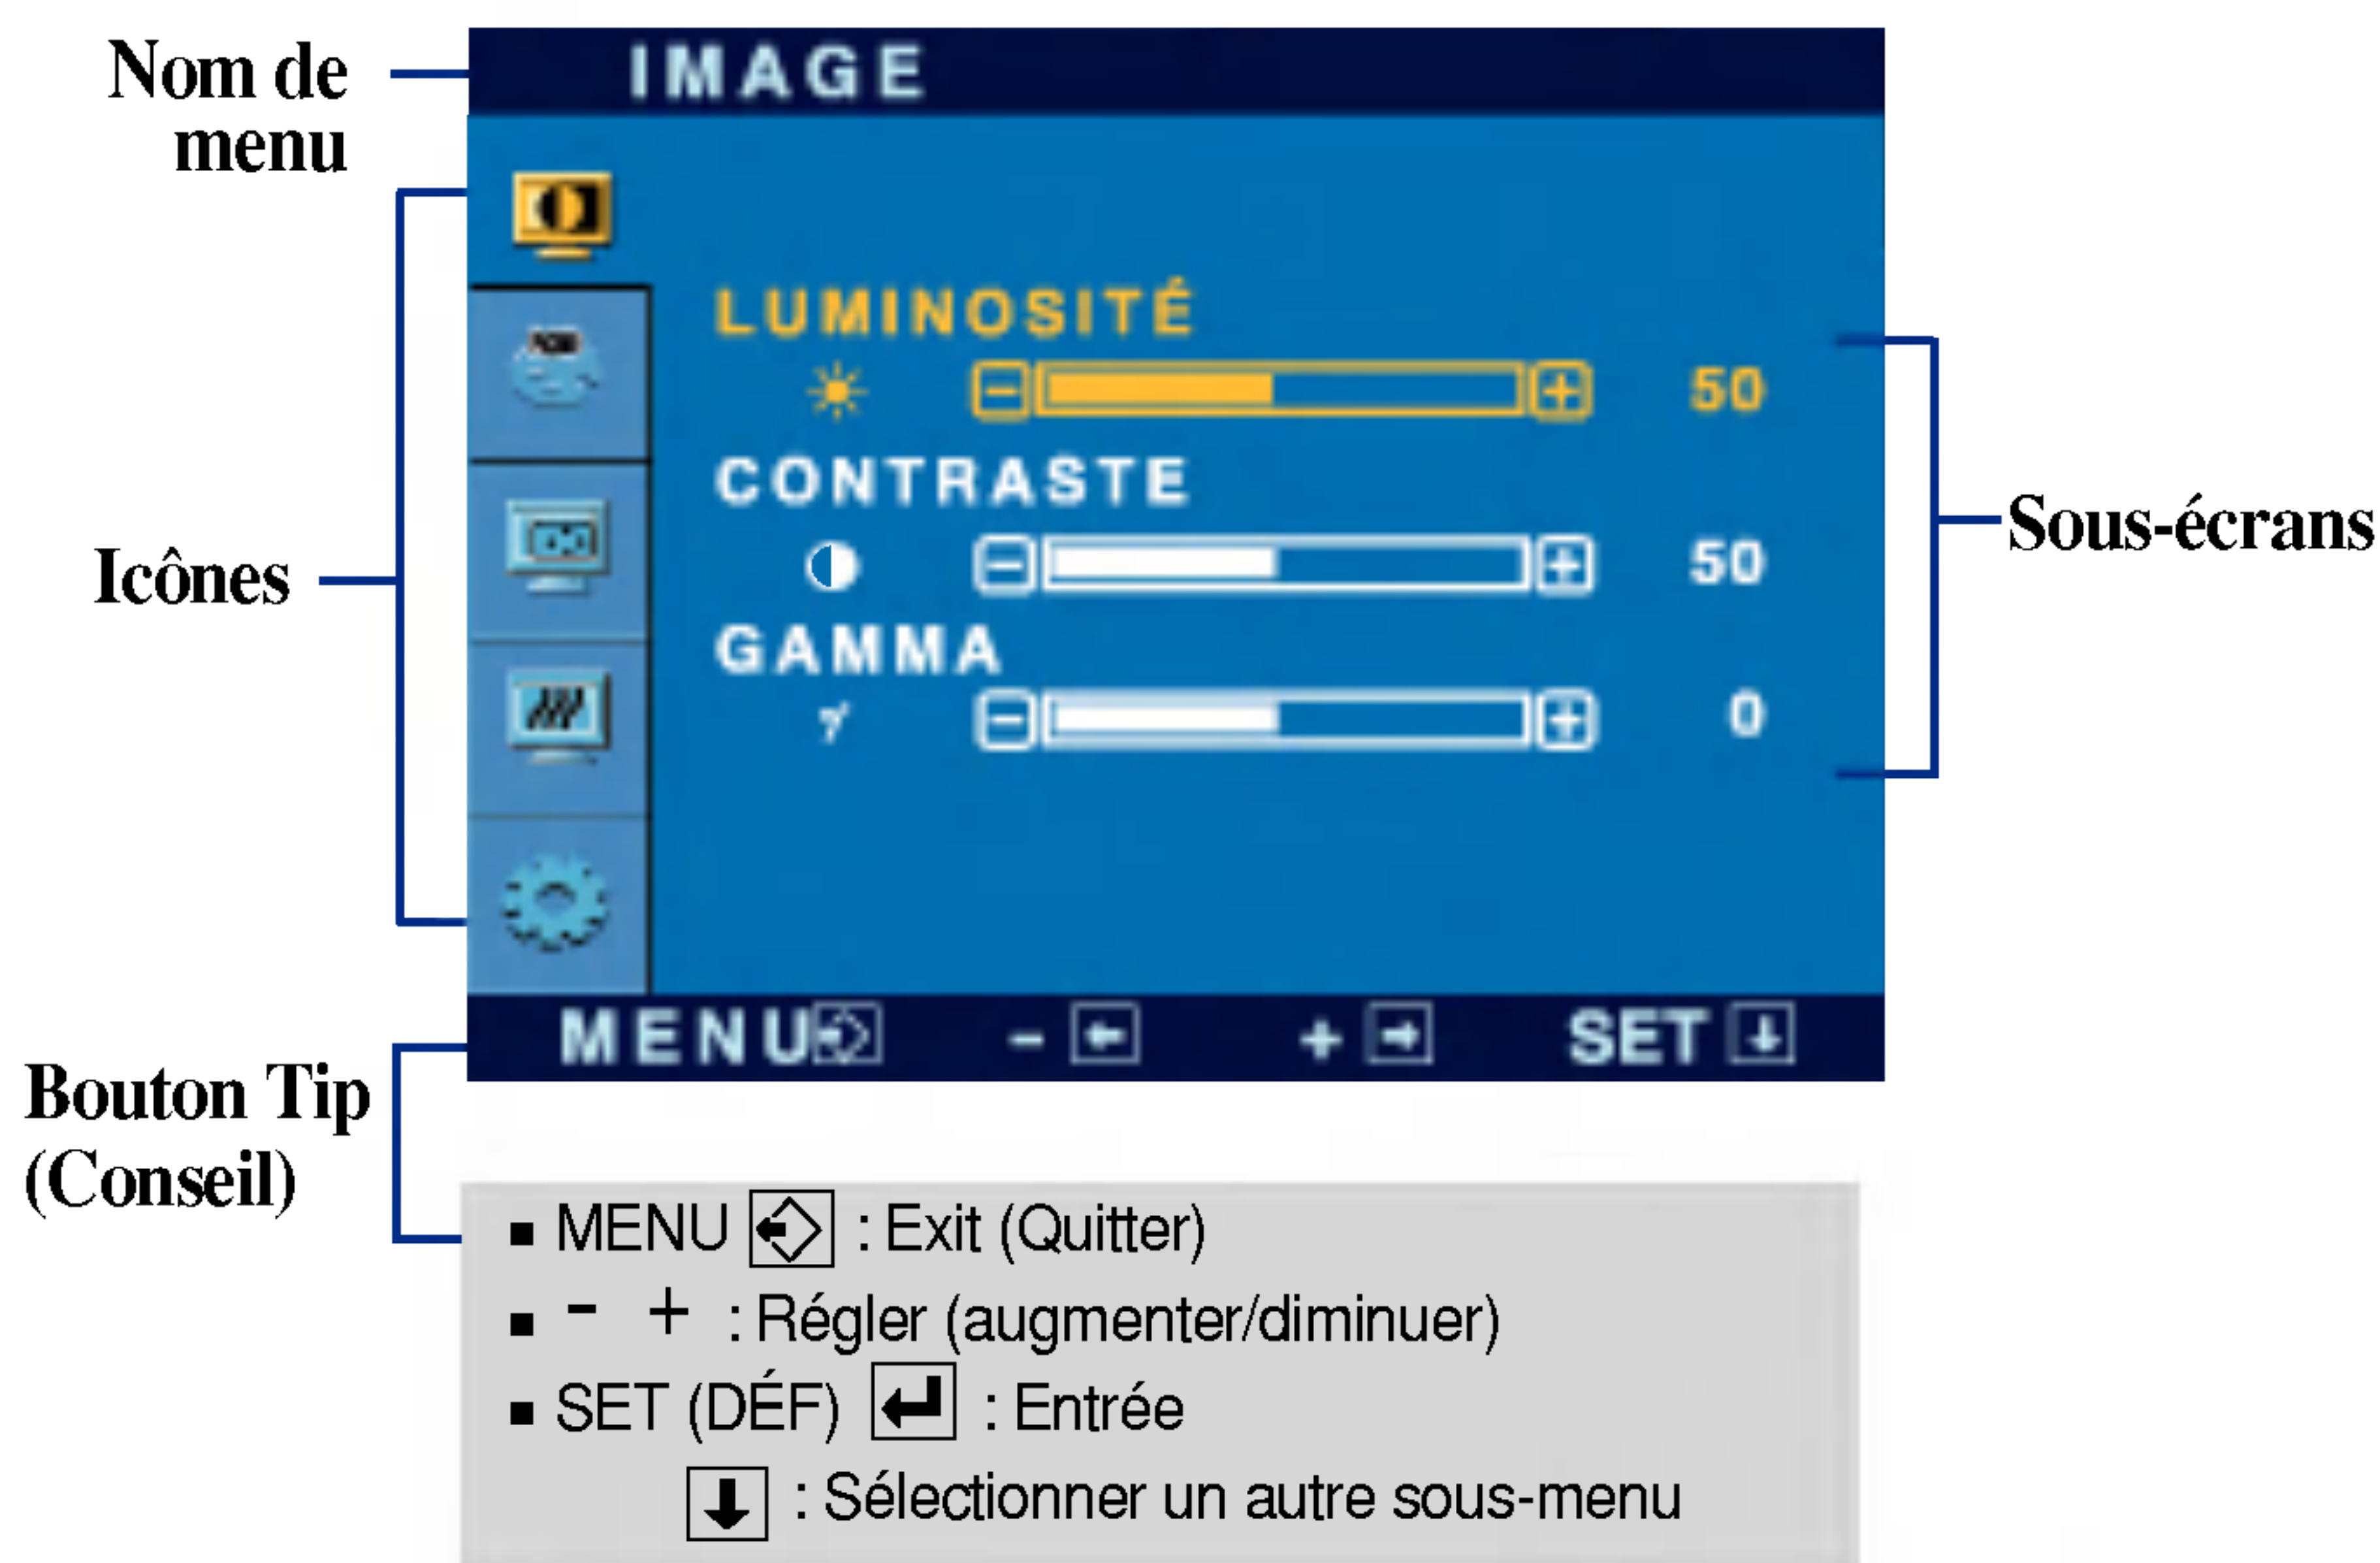 Nom de
menu
IMAGE
LUMINOSITÉ
50
CONTRASTE
50
GAMMA
0
Icônes
Sous-écrans
MENU - + SET
Bouton Tip
(Conseil)
■ MENU : Exit (Quitter)
■ - + : Régler (augmenter/diminuer)
■ SET (DÉF) : Entrée
: Sélectionner un autre sous-menu